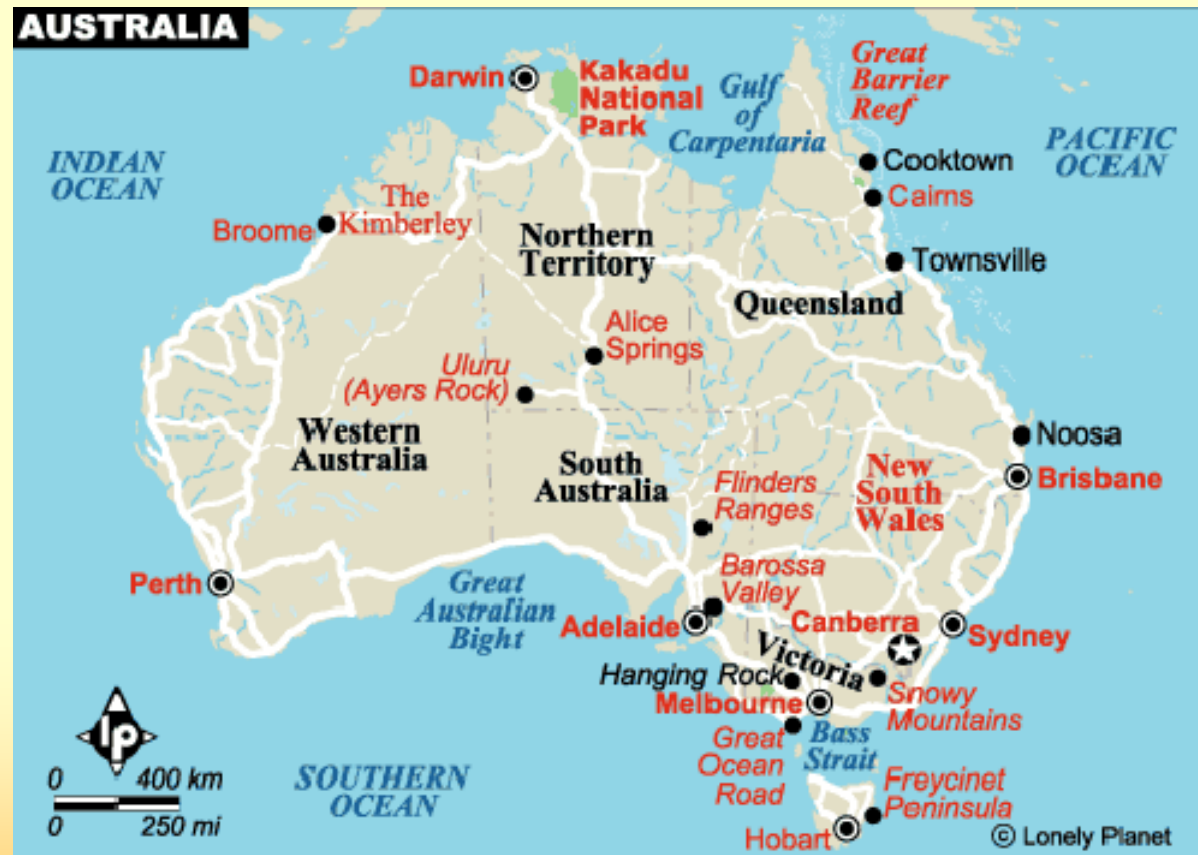 AUSTRALIA
Darwin
Kakadu
National
Park
Gulf
of
Carpentaria
Great
Barrier
Reef
INDIAN
OCEAN
PACIFIC
OCEAN
Cooktown
Cairns
The
Kimberley
Broome
Northern
Territory
Townsville
Queensland
Alice
Springs
Uluru
(Ayers Rock)
Western
Australia
South
Australia
Noosa
Brisbane
New
South
Wales
Flinders
Ranges
Perth
Great
Australian
Bight
Barossa
Valley
Adelaide
Canberra
Sydney
Victoria
Hanging Rock
Melbourne
Snowy
Mountains
Great
Ocean
Road
Bass
Strait
lp
0 400 km
0 250 mi
SOUTHERN
OCEAN
Freycinet
Peninsula
Hobart
© Lonely Planet